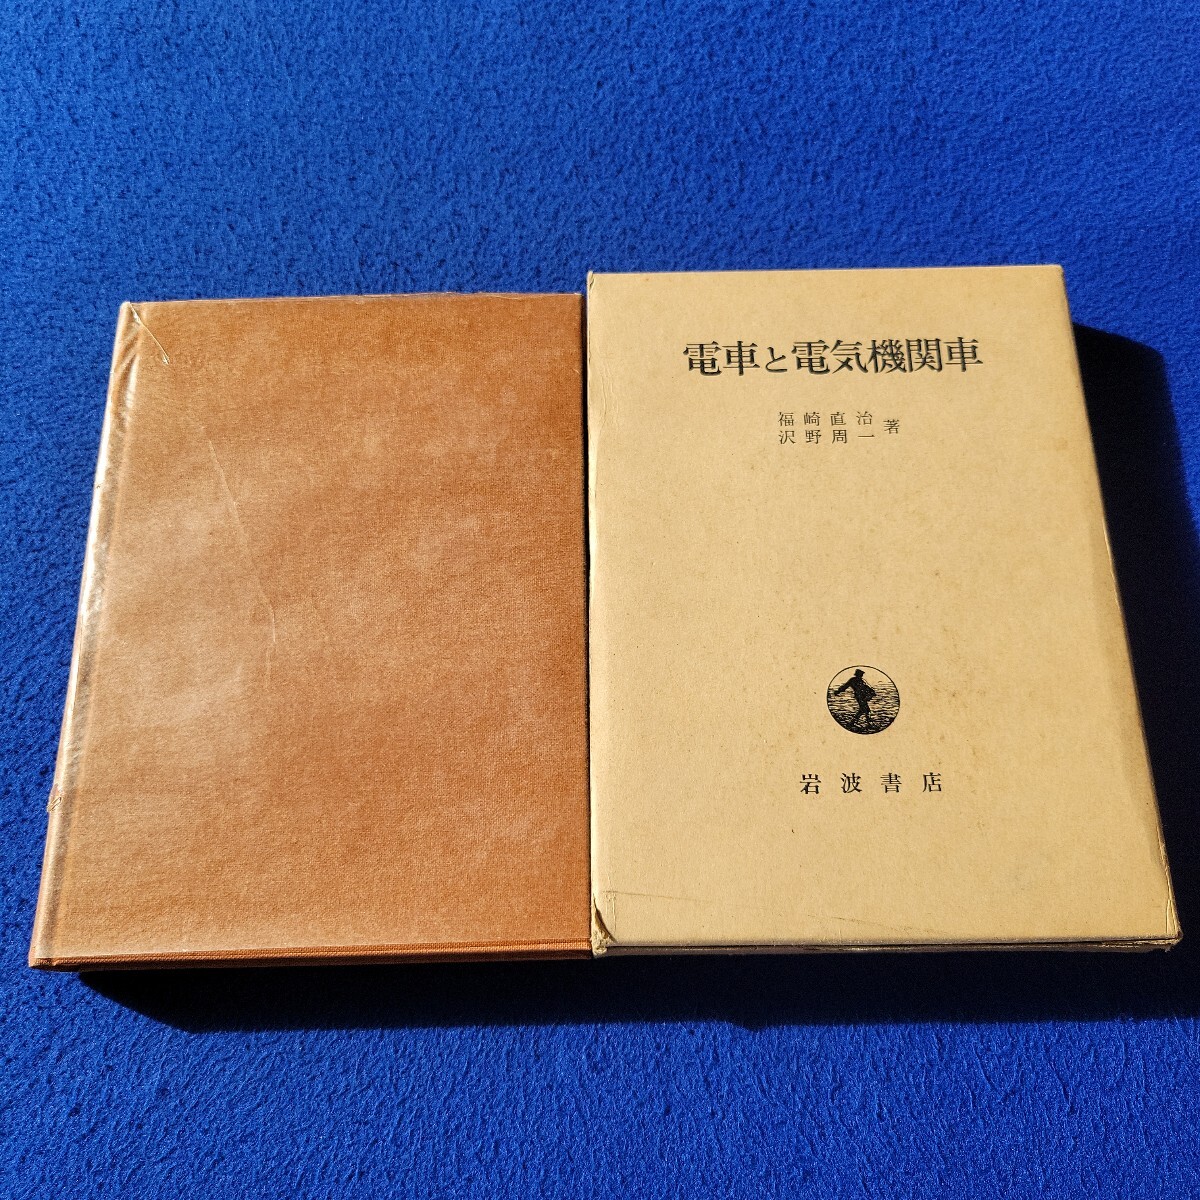 電車と電気機関車
福崎直治
沢野周一 著
岩波書店